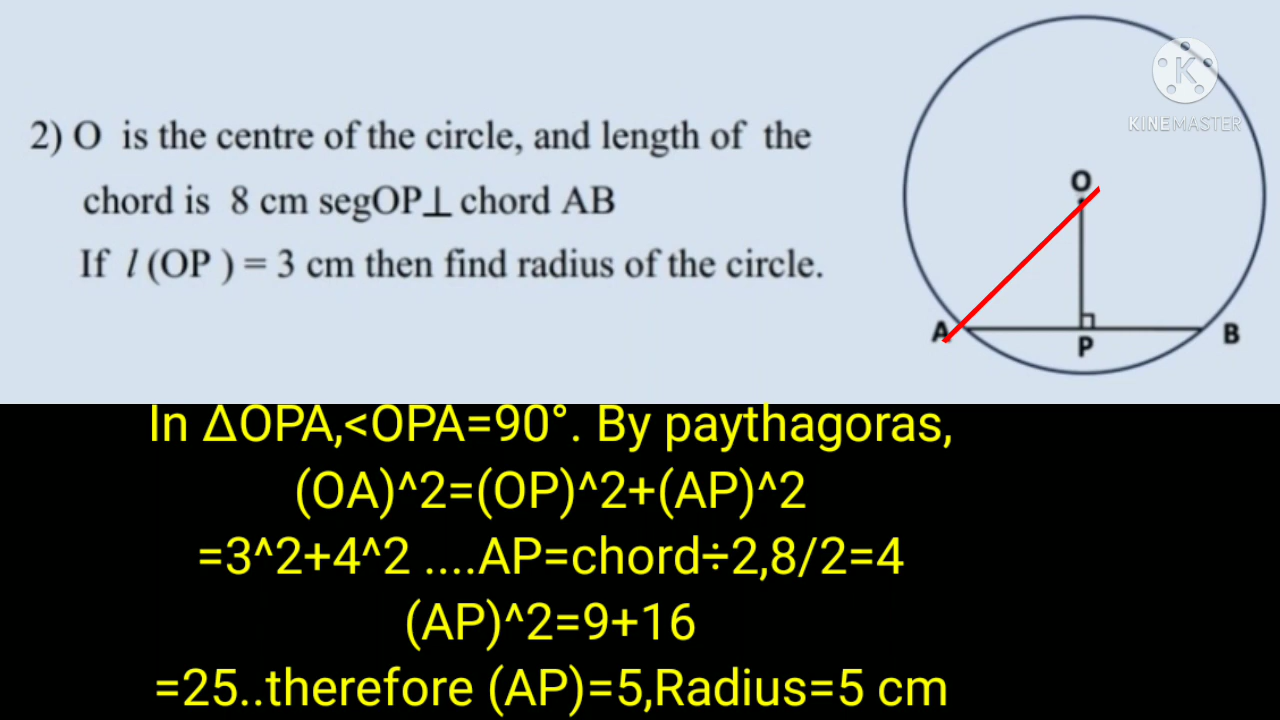 2) O is the centre of the circle, and length of the
chord is 8 cm segOP⊥ chord AB
If l (OP ) = 3 cm then find radius of the circle.
K
KINEMASTER
O
A
P
B
In ΔOPA,<OPA=90°. By paythagoras,
(OA)^2=(OP)^2+(AP)^2
=3^2+4^2 ....AP=chord÷2,8/2=4
(AP)^2=9+16
=25..therefore (AP)=5,Radius=5 cm